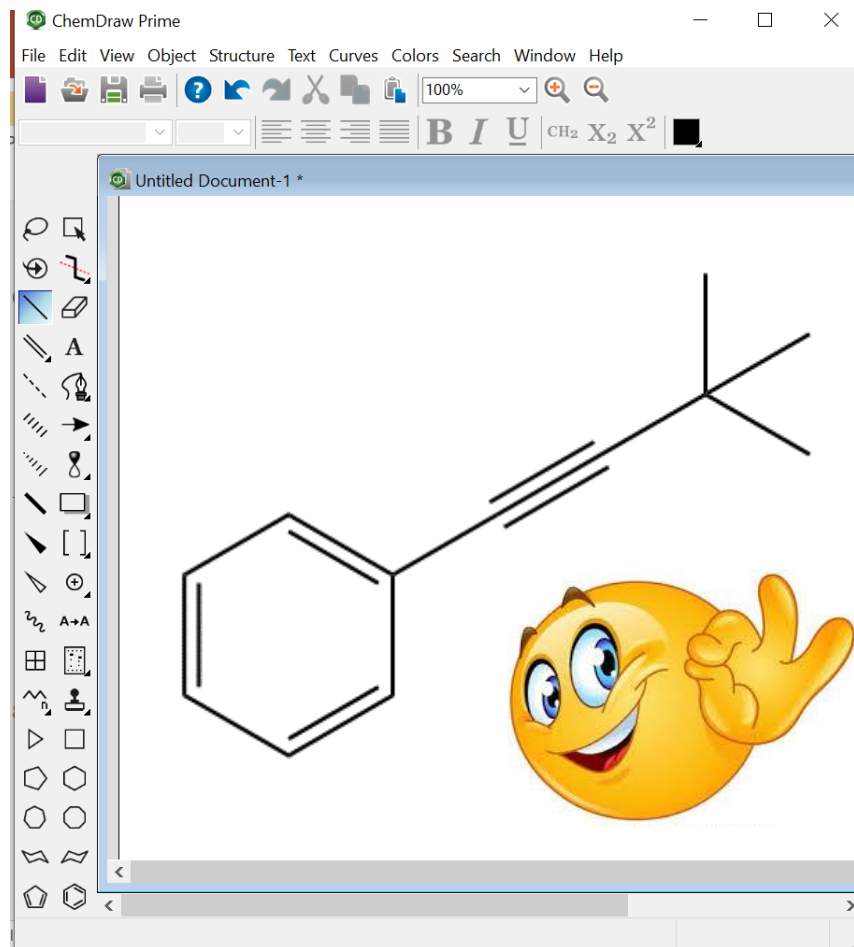 ChemDraw Prime
File Edit View Object Structure Text Curves Colors Search Window Help
100%
B I U CH2 X2 X2
Untitled Document-1 *
A
A→A
n